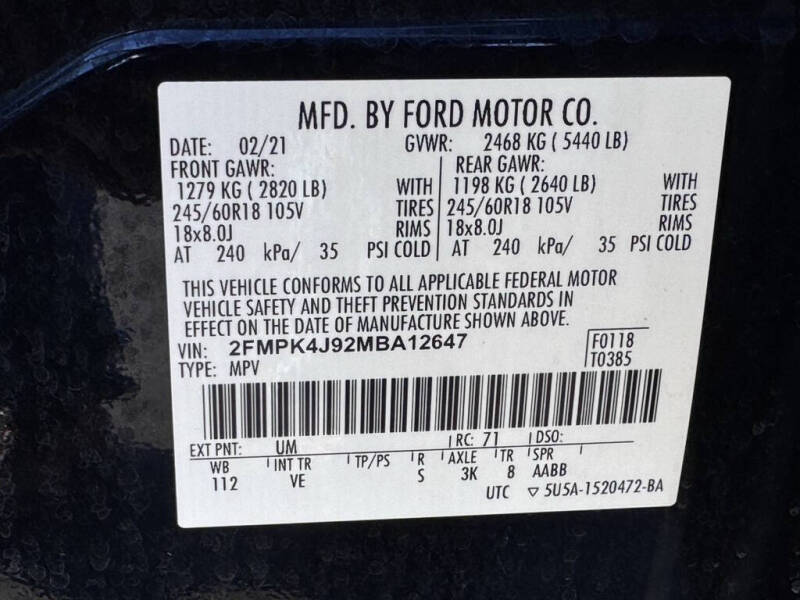 MFD. BY FORD MOTOR CO.
DATE: 02/21 GVWR: 2468 KG ( 5440 LB)
FRONT GAWR: REAR GAWR:
1279 KG ( 2820 LB) WITH 1198 KG ( 2640 LB) WITH
245/60R18 105V TIRES 245/60R18 105V TIRES
18x8.0J RIMS 18x8.0J RIMS
AT 240 kPa/ 35 PSI COLD AT 240 kPa/ 35 PSI COLD
THIS VEHICLE CONFORMS TO ALL APPLICABLE FEDERAL MOTOR
VEHICLE SAFETY AND THEFT PREVENTION STANDARDS IN
EFFECT ON THE DATE OF MANUFACTURE SHOWN ABOVE.
VIN: 2FMPK4J92MBA12647 F0118
TYPE: MPV T0385
EXT PNT: UM RC: 71 DSO:
WB INT TR TP/PS R AXLE TR SPR
112 VE S 3K 8 AABB
UTC ▽ 5U5A-1520472-BA